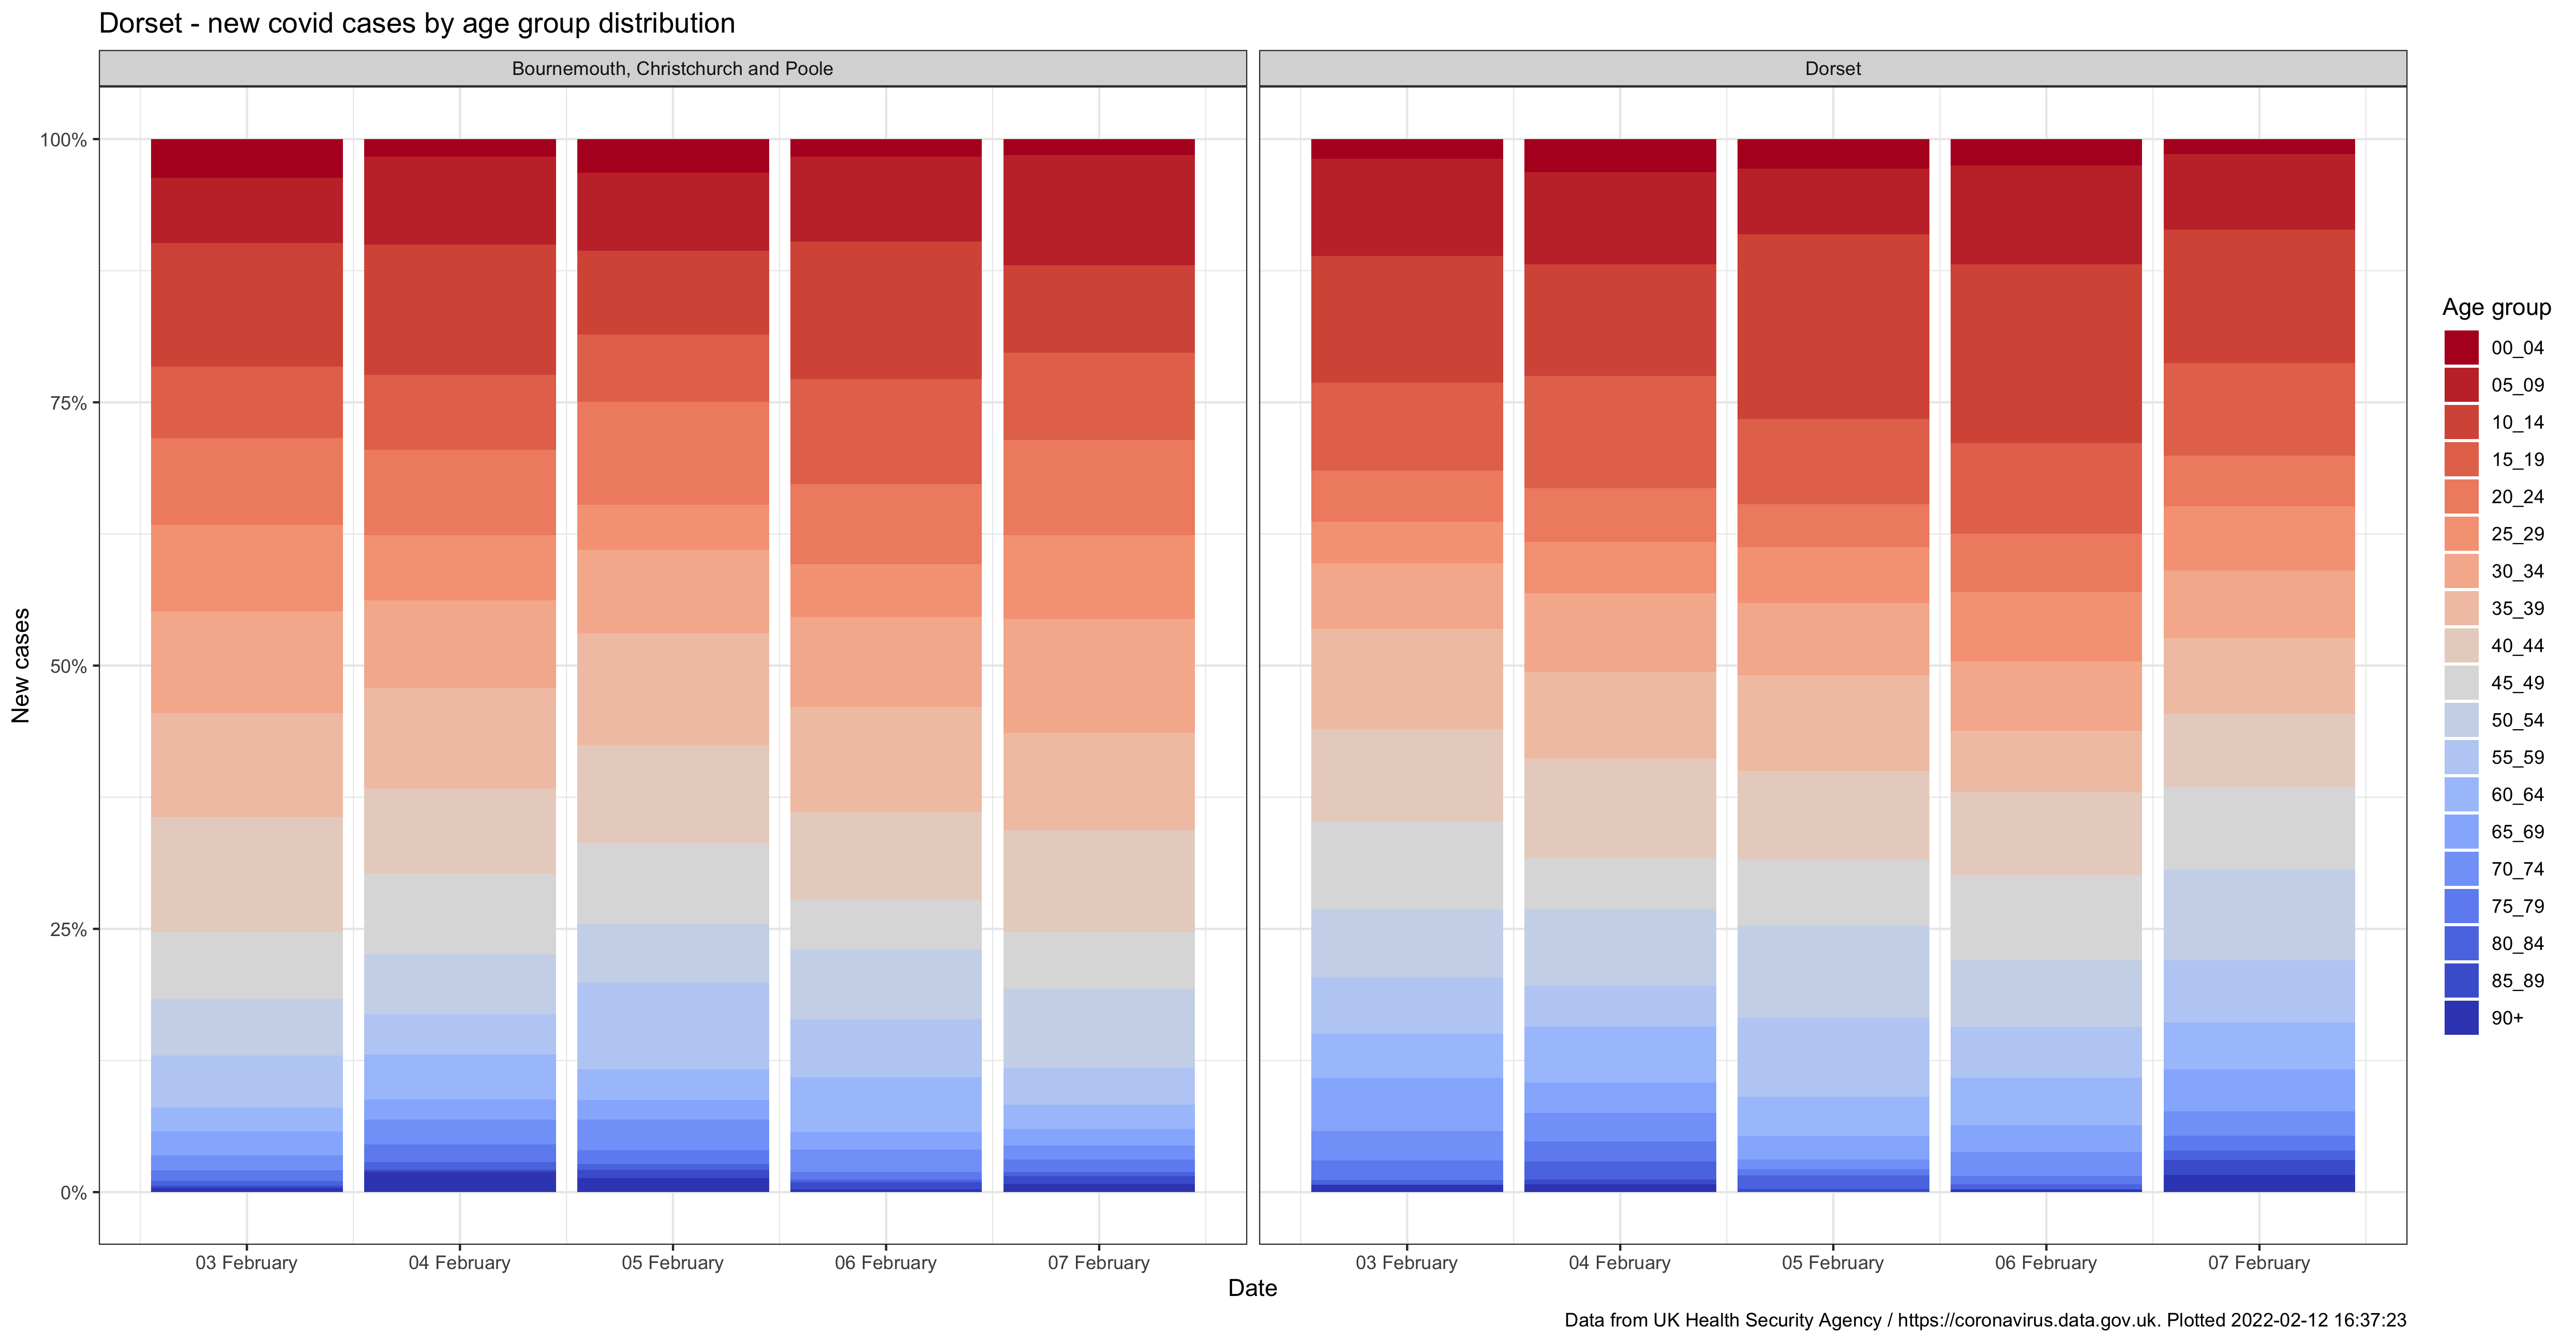 Dorset - new covid cases by age group distribution
Bournemouth, Christchurch and Poole
Dorset
100%
75%
50%
25%
0%
New cases
03 February
04 February
05 February
06 February
07 February
03 February
04 February
05 February
06 February
07 February
Date
Age group
00_04
05_09
10_14
15_19
20_24
25_29
30_34
35_39
40_44
45_49
50_54
55_59
60_64
65_69
70_74
75_79
80_84
85_89
90+
Data from UK Health Security Agency / https://coronavirus.data.gov.uk. Plotted 2022-02-12 16:37:23